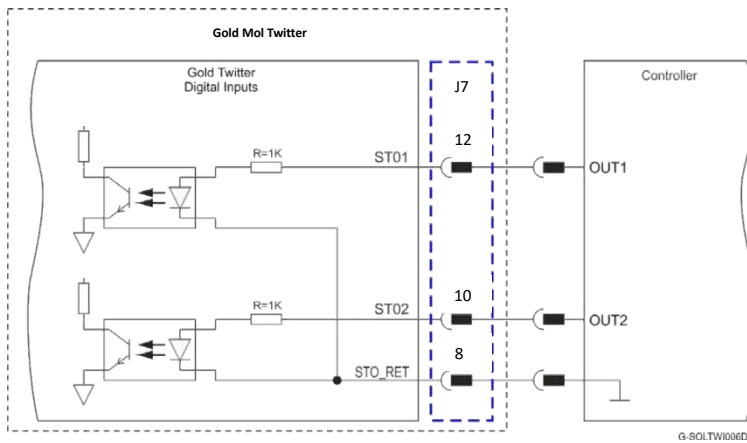 Gold Mol Twitter
Gold Twitter
Digital Inputs
J7
Controller
R=1K
ST01
12
OUT1
R=1K
ST02
10
OUT2
STO_RET
8
G-SOLTWI006D